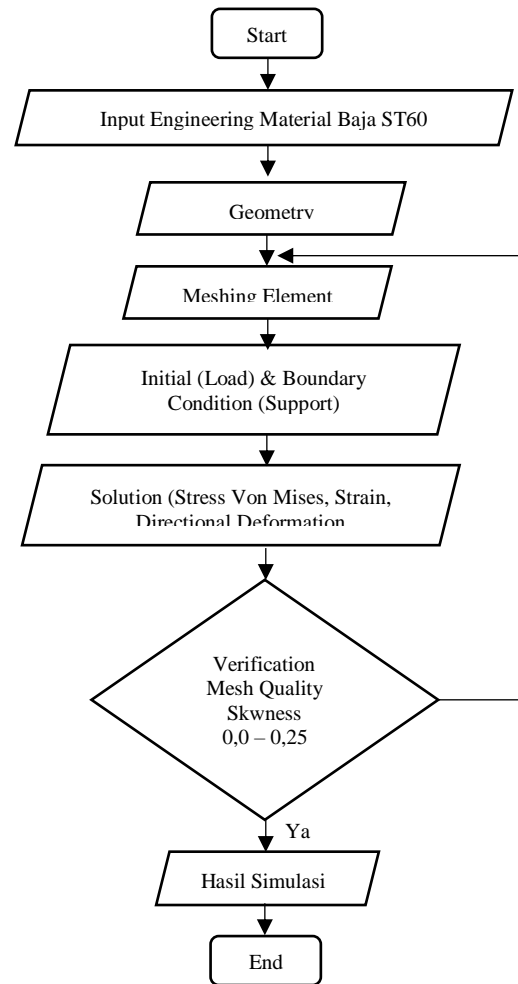 Start
Input Engineering Material Baja ST60
Geometry
Meshing Element
Initial (Load) & Boundary
Condition (Support)
Solution (Stress Von Mises, Strain,
Directional Deformation
Verification
Mesh Quality
Skwness
0,0 – 0,25
Ya
Hasil Simulasi
End